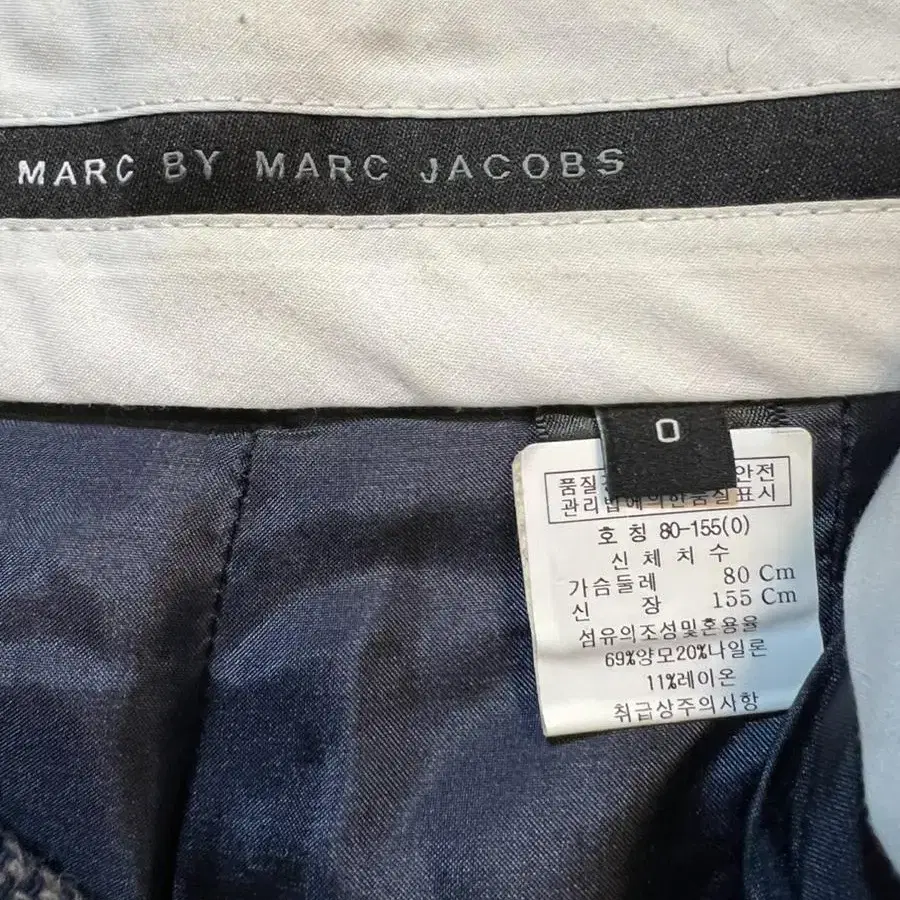 MARC BY MARC JACOBS
0
품질 안전
관리법에의한품질표시
호 칭 80-155(0)
신 체 치 수
가슴둘레 80 Cm
신 장 155 Cm
섬유의조성및혼용율
69%양모20%나일론
11%레이온
취급상주의사항